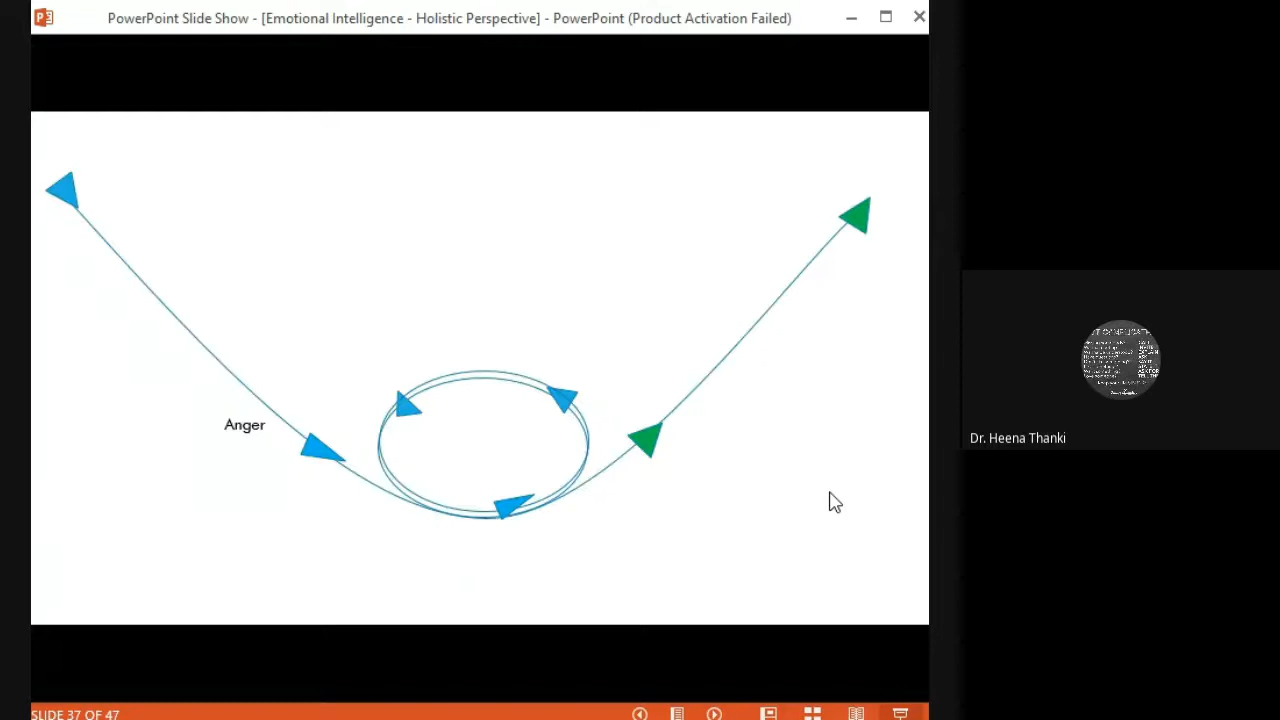 PowerPoint Slide Show - [Emotional Intelligence - Holistic Perspective] - PowerPoint (Product Activation Failed)
Anger
Dr. Heena Thanki
SLIDE 37 OF 47